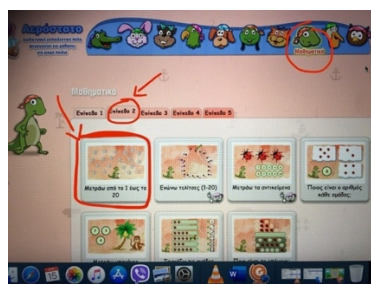 Αερόστατο
Μαθηματικά
Μαθηματικά
Επίπεδο 1
Επίπεδο 2
Επίπεδο 3
Επίπεδο 4
Επίπεδο 5
Μετράω από το 1 έως το
20
Ενώνω τελίτσες (1-20)
Μετράω τα αντικείμενα
Ποιος είναι ο αριθμός
κάθε ομάδας;
15
W